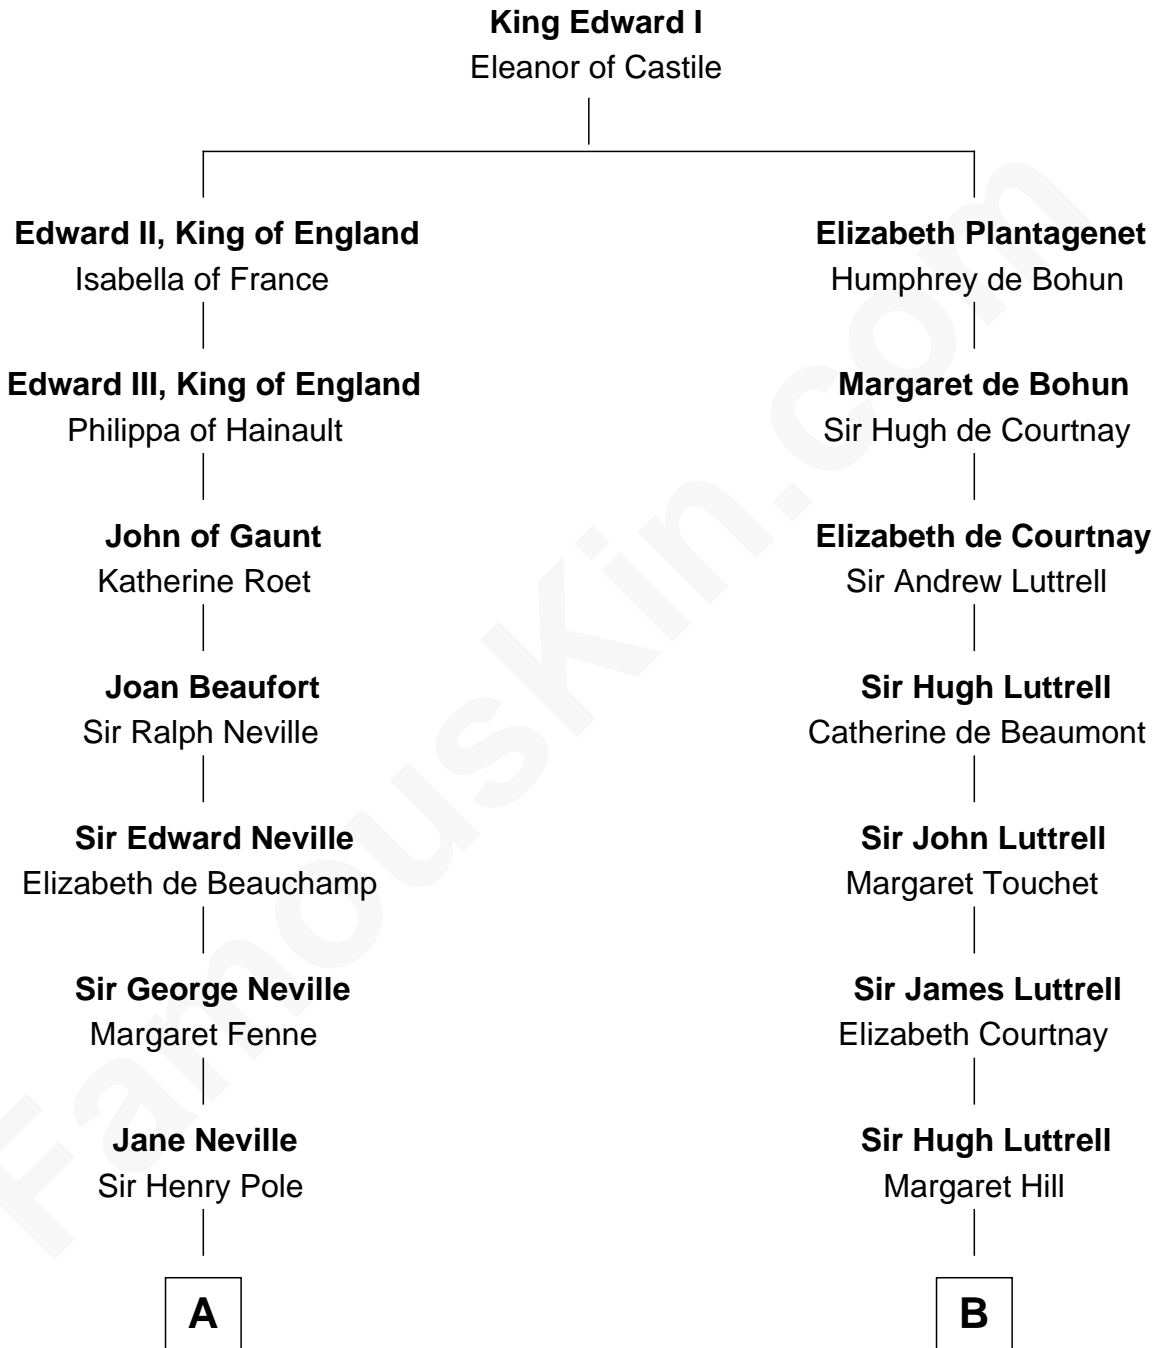 King Edward I
Eleanor of Castile
Edward II, King of England
Isabella of France
Elizabeth Plantagenet
Humphrey de Bohun
Edward III, King of England
Philippa of Hainault
Margaret de Bohun
Sir Hugh de Courtnay
John of Gaunt
Katherine Roet
Elizabeth de Courtnay
Sir Andrew Luttrell
Joan Beaufort
Sir Ralph Neville
Sir Hugh Luttrell
Catherine de Beaumont
Sir Edward Neville
Elizabeth de Beauchamp
Sir John Luttrell
Margaret Touchet
Sir George Neville
Margaret Fenne
Sir James Luttrell
Elizabeth Courtnay
Jane Neville
Sir Henry Pole
Sir Hugh Luttrell
Margaret Hill
A
B
FamousKin.com